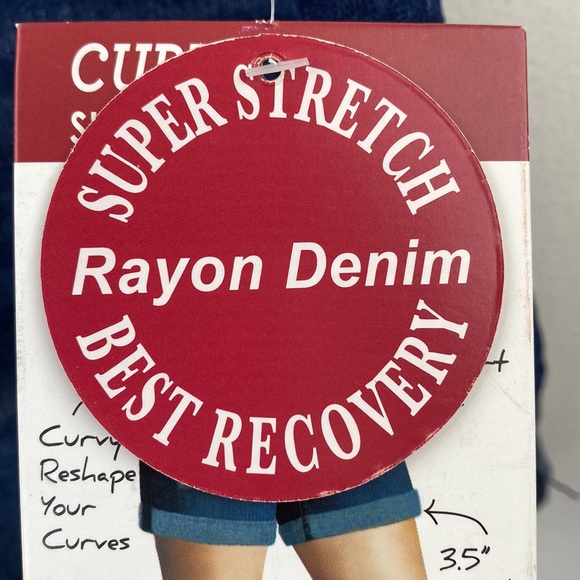 SUPER STRETCH
Rayon Denim
BEST RECOVERY
Curvy
Reshape
Your
Curves
3.5"